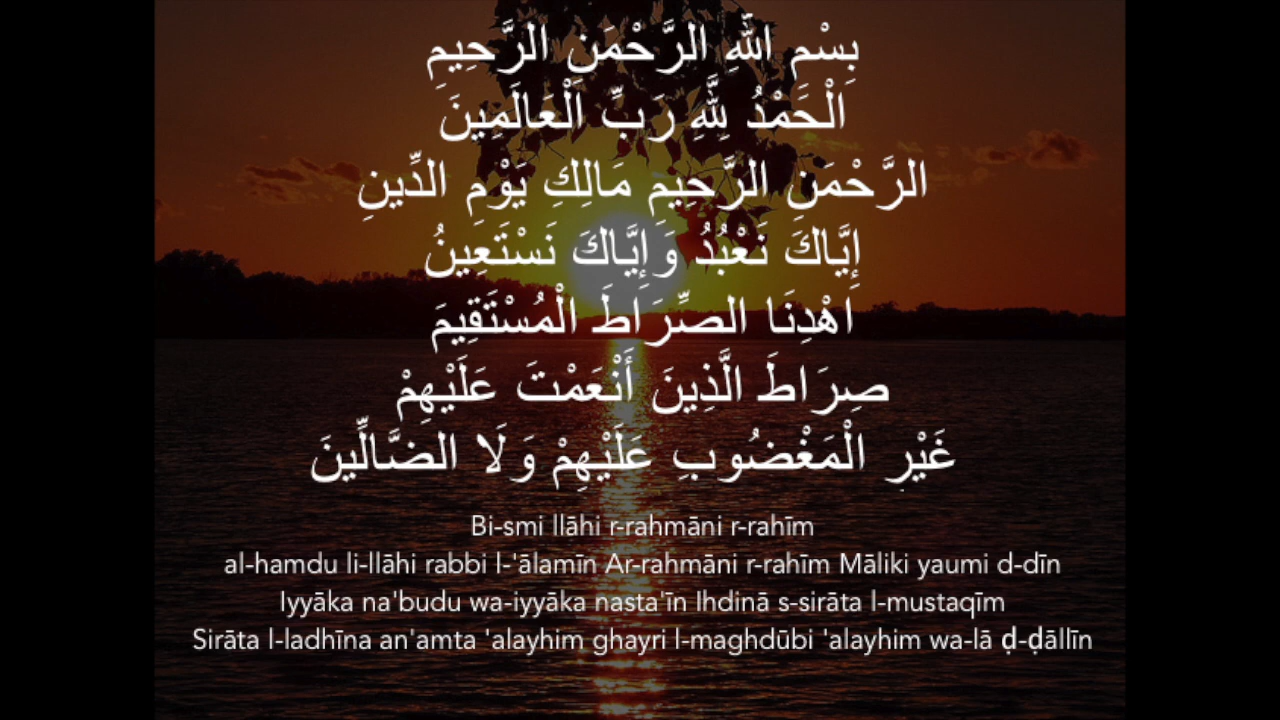 بِسْمِ اللَّهِ الرَّحْمَنِ الرَّحِيمِ
الْحَمْدُ لِلَّهِ رَبِّ الْعَالَمِينَ
الرَّحْمَنِ الرَّحِيمِ مَالِكِ يَوْمِ الدِّينِ
إِيَّاكَ نَعْبُدُ وَإِيَّاكَ نَسْتَعِينُ
اهْدِنَا الصِّرَاطَ الْمُسْتَقِيمَ
صِرَاطَ الَّذِينَ أَنْعَمْتَ عَلَيْهِمْ
غَيْرِ الْمَغْضُوبِ عَلَيْهِمْ وَلَا الضَّالِّينَ
Bi-smi llāhi r-rahmāni r-rahīm
al-hamdu li-llāhi rabbi l-'ālamīn Ar-rahmāni r-rahīm Māliki yaumi d-dīn
Iyyāka na'budu wa-iyyāka nasta'īn Ihdinā s-sirāta l-mustaqīm
Sirāta l-ladhīna an'amta 'alayhim ghayri l-maghdūbi 'alayhim wa-lā ḍ-ḍāllīn